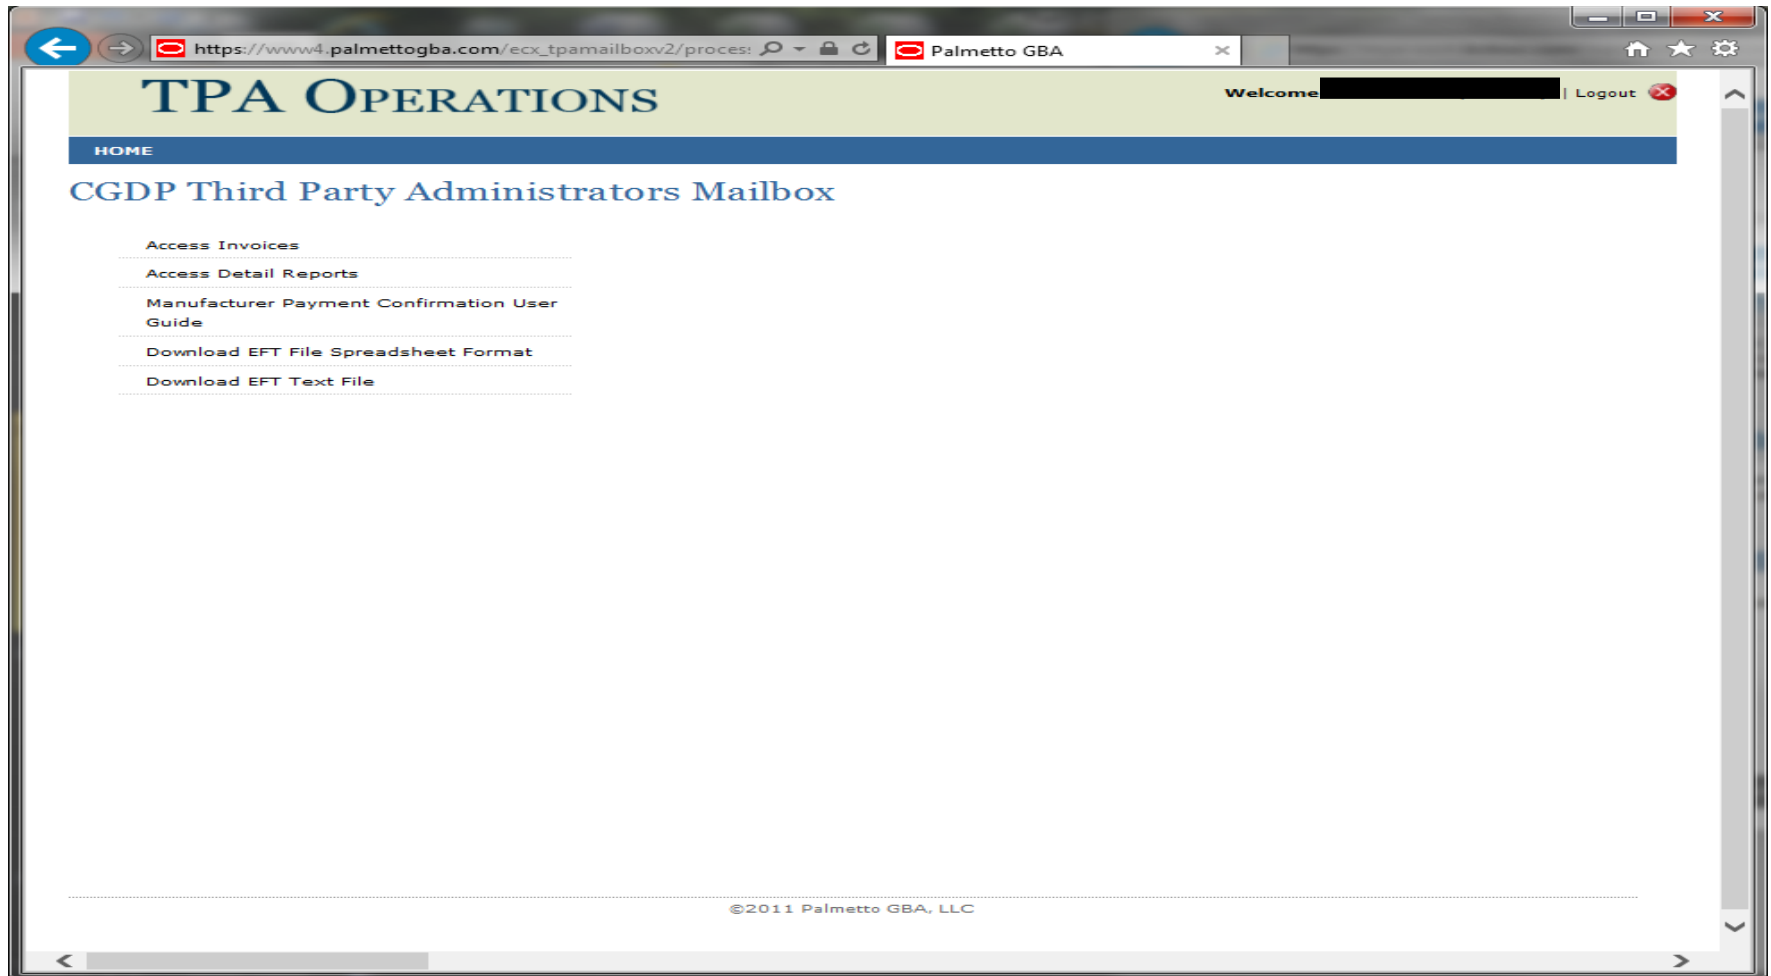 https://www4.palmettogba.com/ecx_tpamailboxv2/proces
Palmetto GBA
TPA OPERATIONS
Welcome
| Logout
HOME
CGDP Third Party Administrators Mailbox
Access Invoices
Access Detail Reports
Manufacturer Payment Confirmation User
Guide
Download EFT File Spreadsheet Format
Download EFT Text File
©2011 Palmetto GBA, LLC